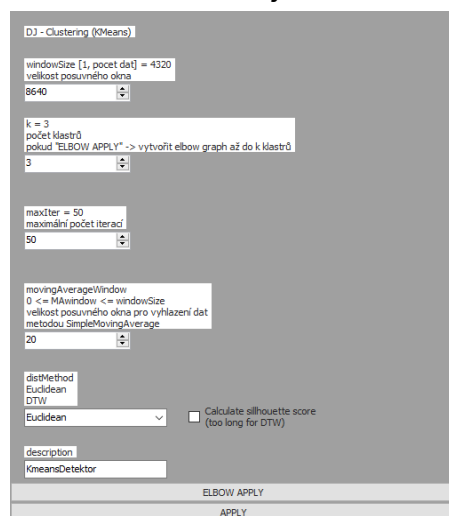 DJ - Clustering (KMeans)
windowSize [1, pocet dat] = 4320
velikost posuvného okna
8640
k = 3
počet klastrů
pokud "ELBOW APPLY" -> vytvořit elbow graph až do k klastrů
3
maxIter = 50
maximální počet iterací
50
movingAverageWindow
0 <= MAwindow <= windowSize
velikost posuvného okna pro vyhlazení dat
metodou SimpleMovingAverage
20
distMethod
Euclidean
DTW
Euclidean
Calculate sillhouette score
(too long for DTW)
description
KmeansDetektor
ELBOW APPLY
APPLY